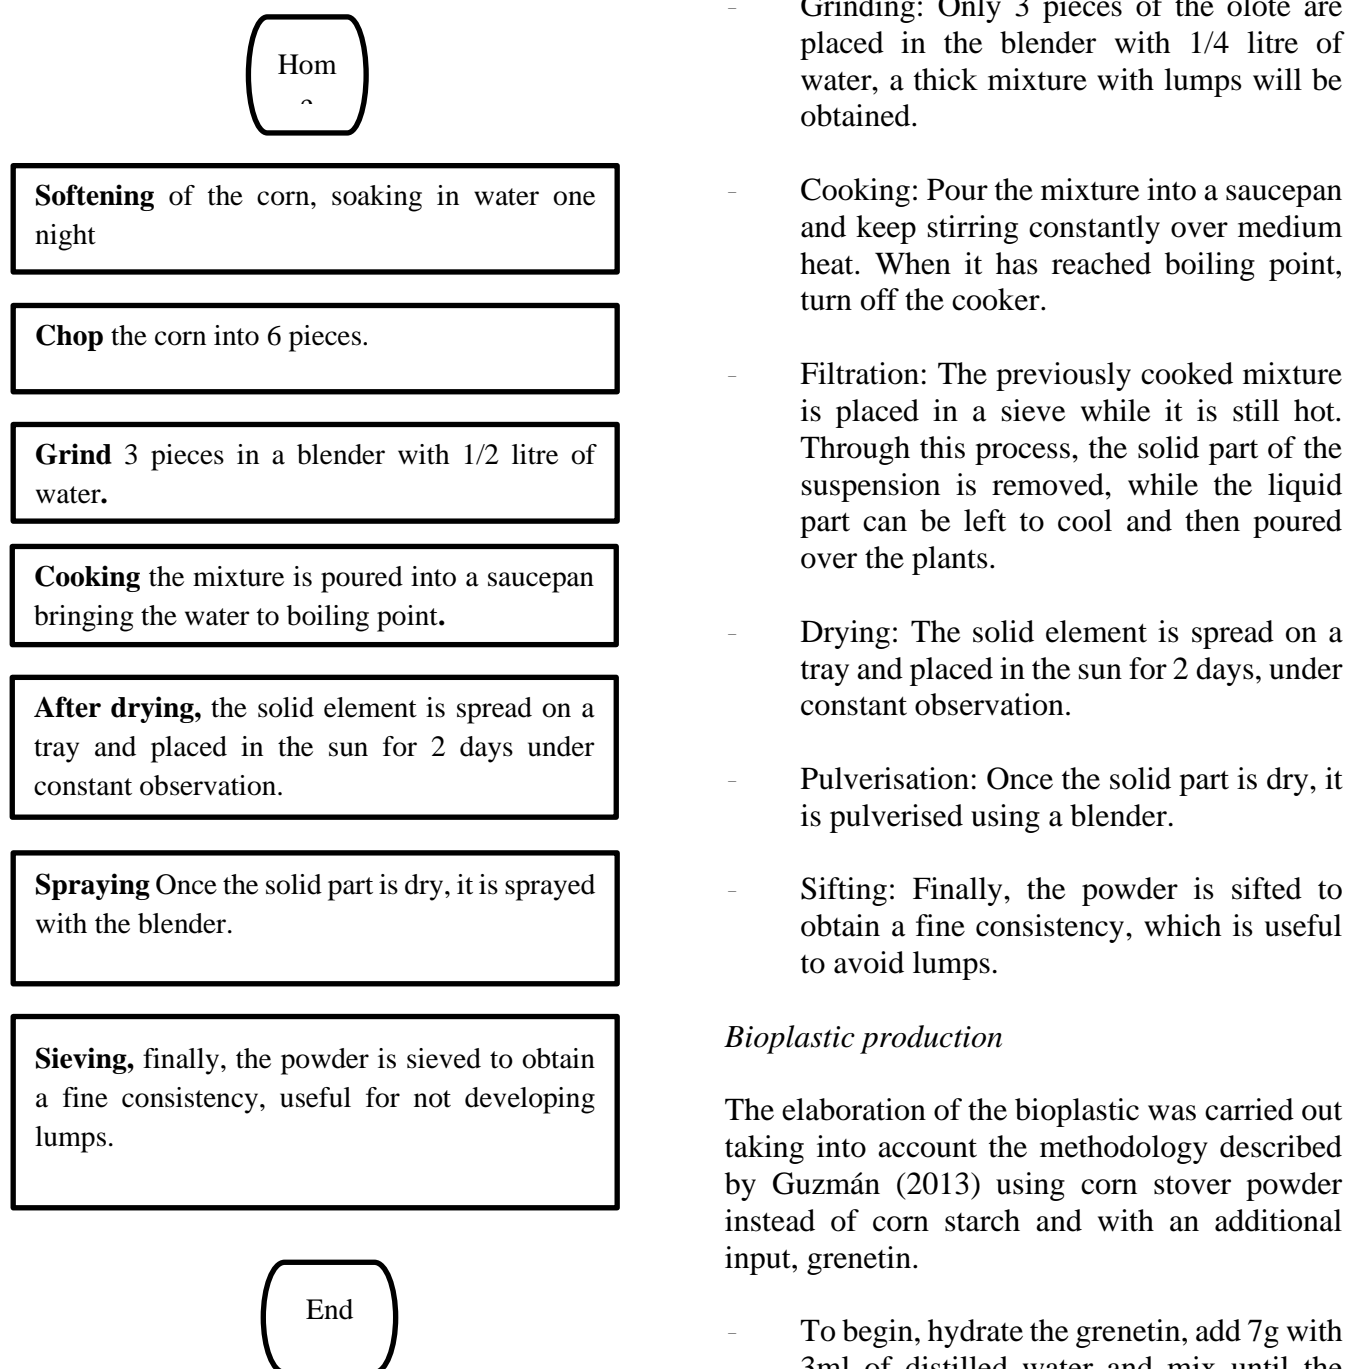 Hom
Softening of the corn, soaking in water one
night
Chop the corn into 6 pieces.
Grind 3 pieces in a blender with 1/2 litre of
water.
Cooking the mixture is poured into a saucepan
bringing the water to boiling point.
After drying, the solid element is spread on a
tray and placed in the sun for 2 days under
constant observation.
Spraying Once the solid part is dry, it is sprayed
with the blender.
Sieving, finally, the powder is sieved to obtain
a fine consistency, useful for not developing
lumps.
End
- Grinding: Only 3 pieces of the olote are
placed in the blender with 1/4 litre of
water, a thick mixture with lumps will be
obtained.
- Cooking: Pour the mixture into a saucepan
and keep stirring constantly over medium
heat. When it has reached boiling point,
turn off the cooker.
- Filtration: The previously cooked mixture
is placed in a sieve while it is still hot.
Through this process, the solid part of the
suspension is removed, while the liquid
part can be left to cool and then poured
over the plants.
- Drying: The solid element is spread on a
tray and placed in the sun for 2 days, under
constant observation.
- Pulverisation: Once the solid part is dry, it
is pulverised using a blender.
- Sifting: Finally, the powder is sifted to
obtain a fine consistency, which is useful
to avoid lumps.
Bioplastic production
The elaboration of the bioplastic was carried out
taking into account the methodology described
by Guzmán (2013) using corn stover powder
instead of corn starch and with an additional
input, grenetin.
- To begin, hydrate the grenetin, add 7g with
3ml of distilled water and mix until the